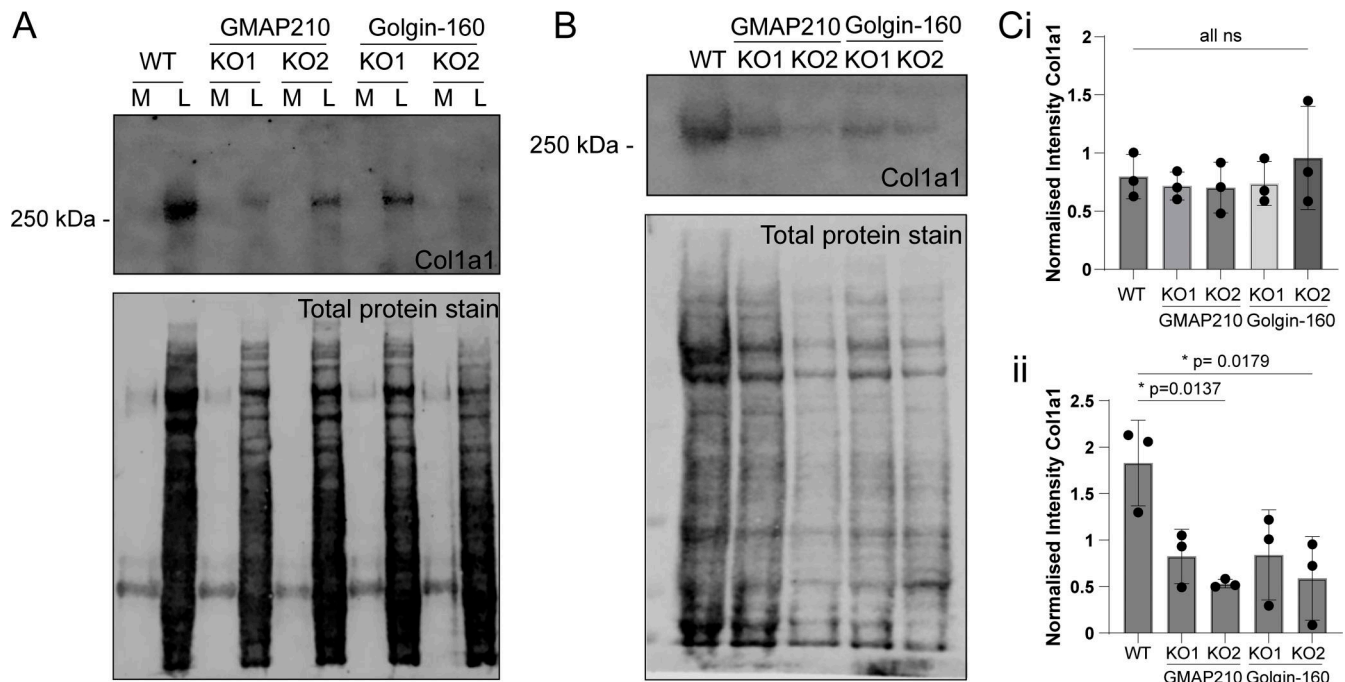 A
GMAP210 Golgin-160
WT KO1 KO2 KO1 KO2
M L M L M L M L M L
250 kDa -
Col1a1
Total protein stain
B
GMAP210 Golgin-160
WT KO1 KO2 KO1 KO2
250 kDa -
Col1a1
Total protein stain
Ci
all ns
Normalised Intensity Col1a1
2
1.5
1
0.5
0
WT KO1 KO2 KO1 KO2
GMAP210 Golgin-160
ii
* p= 0.0179
* p=0.0137
Normalised Intensity Col1a1
2.5
2
1.5
1
0.5
0
WT KO1 KO2 KO1 KO2
GMAP210 Golgin-160